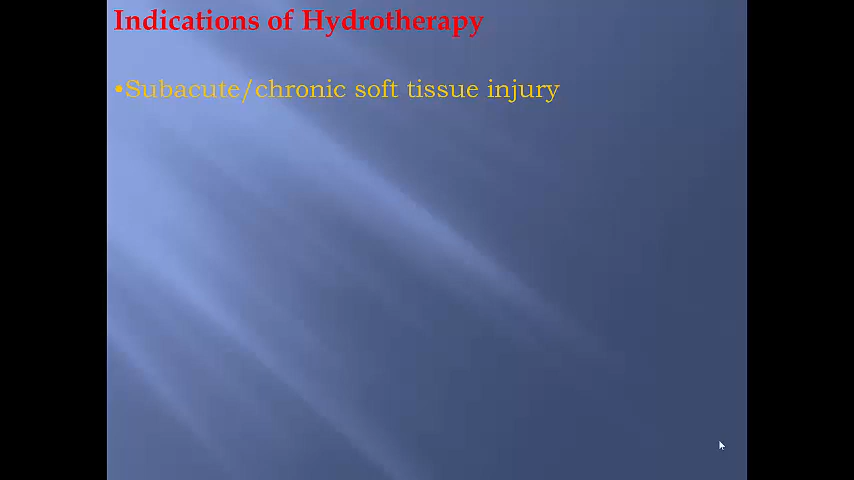 Indications of Hydrotherapy
•Subacute/chronic soft tissue injury